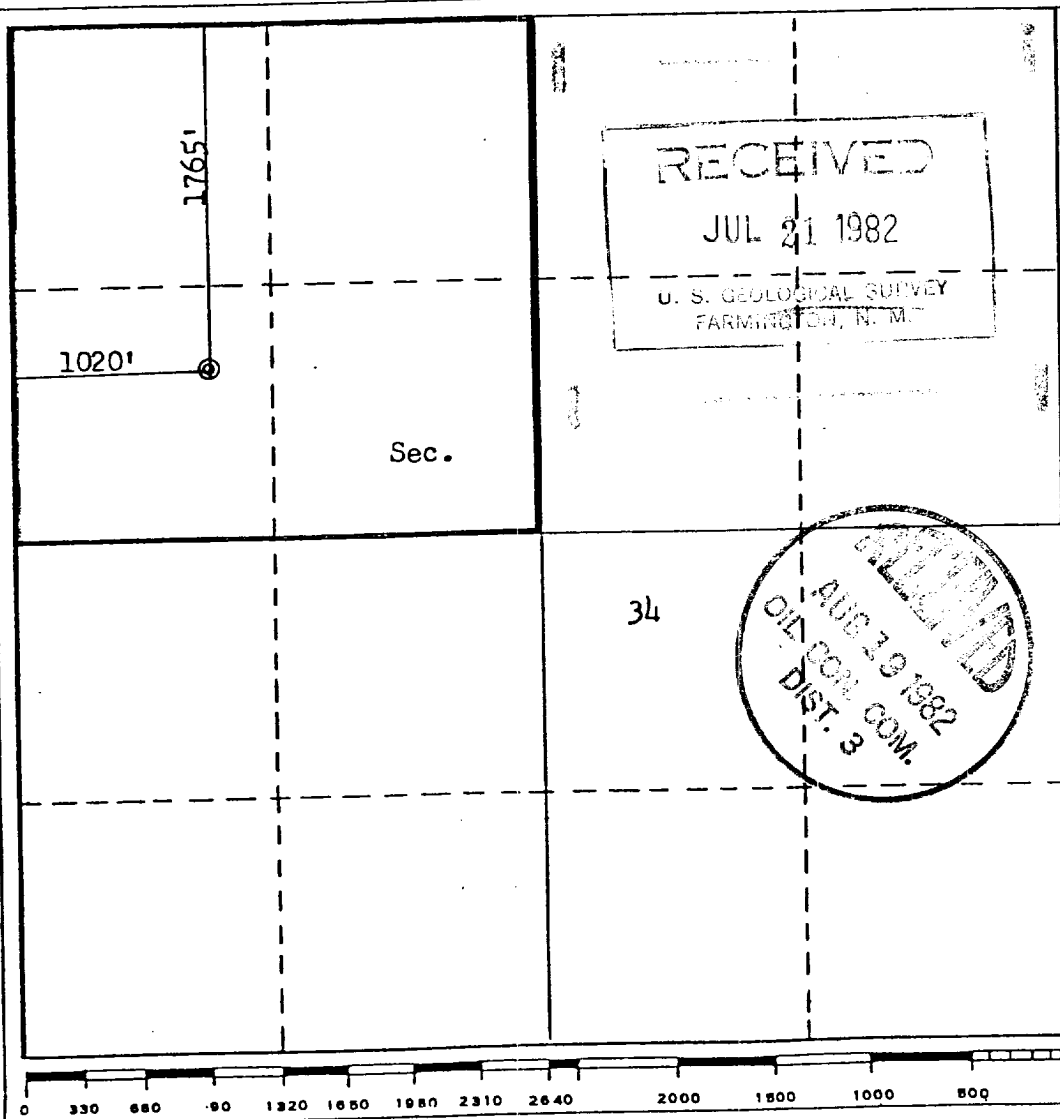 1765'
RECEIVED
JUL 21 1982
U. S. GEOLOGICAL SURVEY
FARMINGTON, N. M.
1020'
Sec.
34
AUG 19 1982
OIL CON. COM.
DIST. 3
0 330 660 90 1320 1650 1980 2310 2640 2000 1500 1000 500